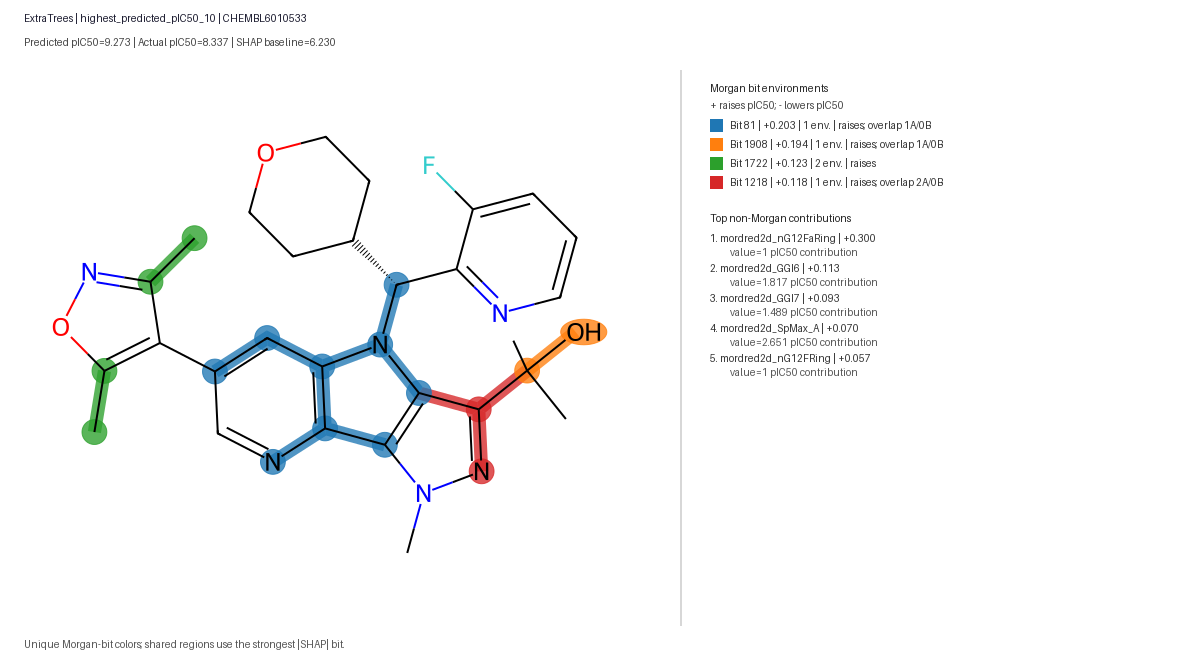 ExtraTrees | highest_predicted_pIC50_10 | CHEMBL6010533
Predicted pIC50=9.273 | Actual pIC50=8.337 | SHAP baseline=6.230
Morgan bit environments
+ raises pIC50; - lowers pIC50
Bit 81 | +0.203 | 1 env. | raises; overlap 1A/0B
Bit 1908 | +0.194 | 1 env. | raises; overlap 1A/0B
Bit 1722 | +0.123 | 2 env. | raises
Bit 1218 | +0.118 | 1 env. | raises; overlap 2A/0B
Top non-Morgan contributions
1. mordred2d_nG12FaRing | +0.300
value=1 pIC50 contribution
2. mordred2d_GGI6 | +0.113
value=1.817 pIC50 contribution
3. mordred2d_GGI7 | +0.093
value=1.489 pIC50 contribution
4. mordred2d_SpMax_A | +0.070
value=2.651 pIC50 contribution
5. mordred2d_nG12FRing | +0.057
value=1 pIC50 contribution
O
F
N
O
N
N
OH
N
N
N
Unique Morgan-bit colors; shared regions use the strongest |SHAP| bit.